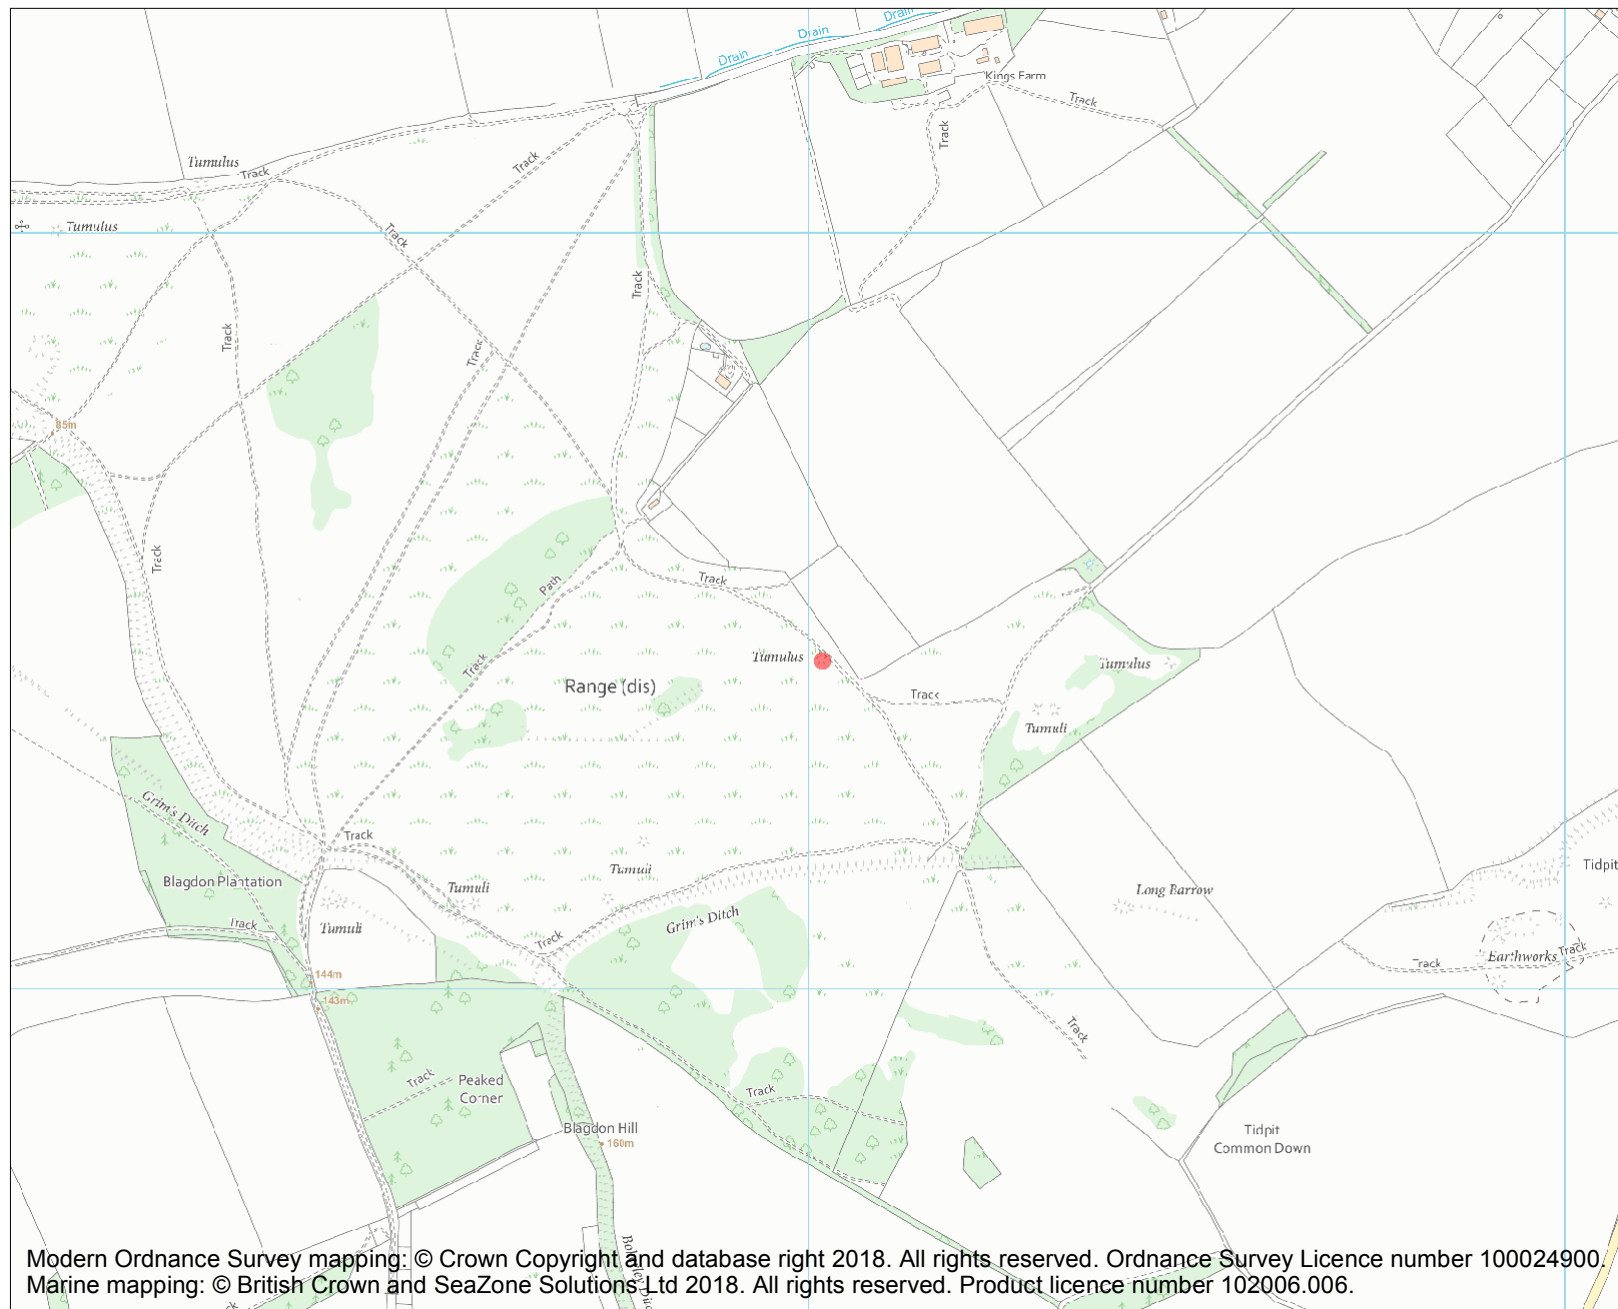 Drain
Drain
Drain
Kings Farm
Track
Track
Tumulus
Track
Track
Tumulus
Track
Track
Track
Track
85m
Track
Path
Track
Track
Tumulus
Tumulus
Range (dis)
Track
Tumuli
Grim's Ditch
Track
Tumuli
Tidpit
Blagdon Plantation
Tumuli
Long Barrow
Grim's Ditch
Track
Tumuli
Track
Earthworks
Track
Track
144m
143m
Track
Track
Peaked
Corner
Track
Blagdon Hill
160m
Tidpit
Common Down
Modern Ordnance Survey mapping: © Crown Copyright and database right 2018. All rights reserved. Ordnance Survey Licence number 100024900.
Marine mapping: © British Crown and SeaZone Solutions Ltd 2018. All rights reserved. Product licence number 102006.006.